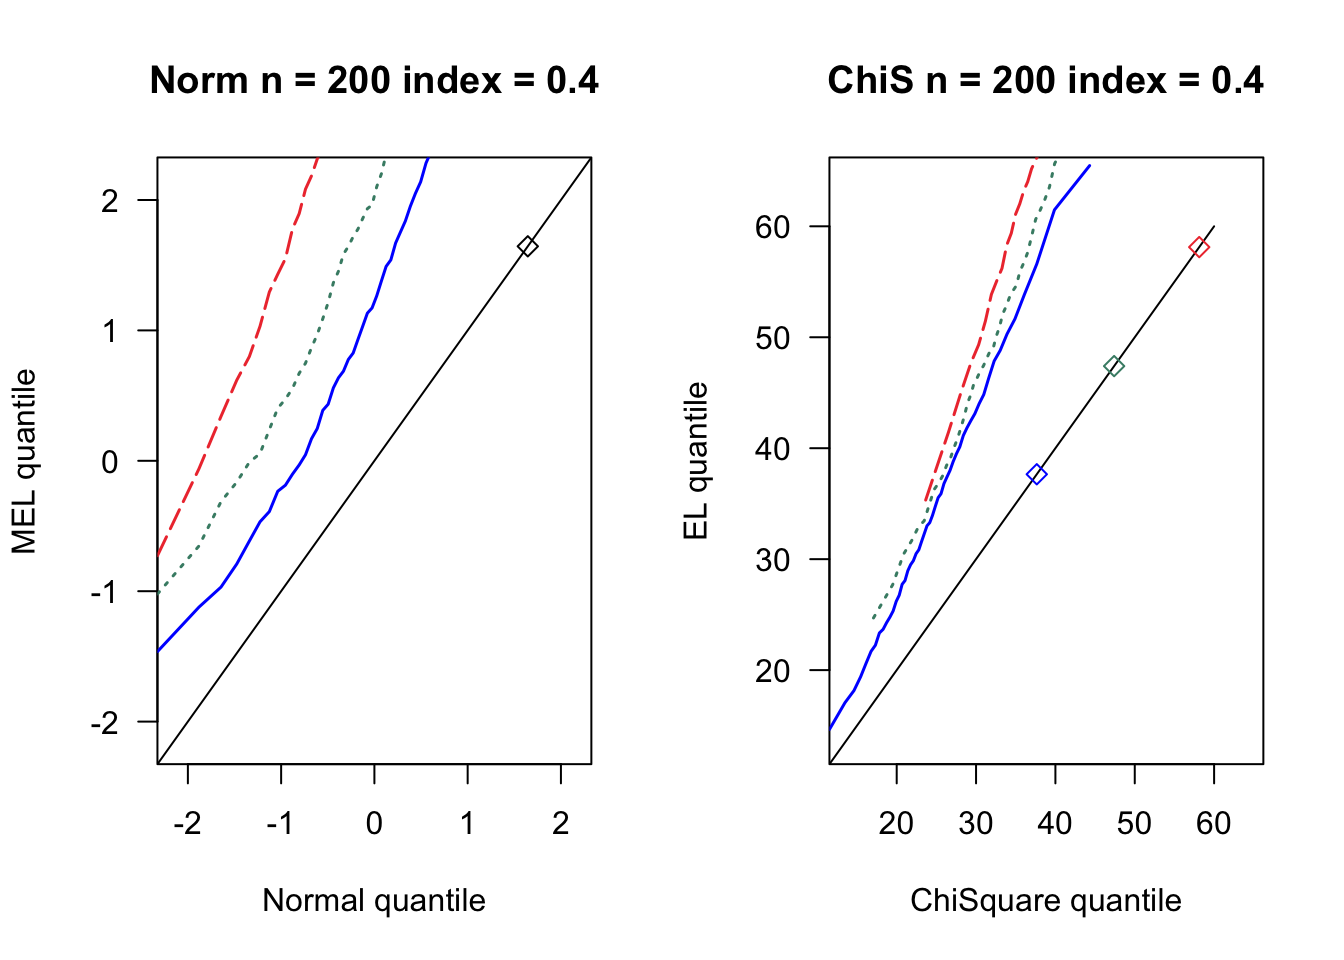 Norm n = 200 index = 0.4
MEL quantile
2
1
0
-1
-2
-2 -1 0 1 2
Normal quantile
ChiS n = 200 index = 0.4
EL quantile
60
50
40
30
20
20 30 40 50 60
ChiSquare quantile